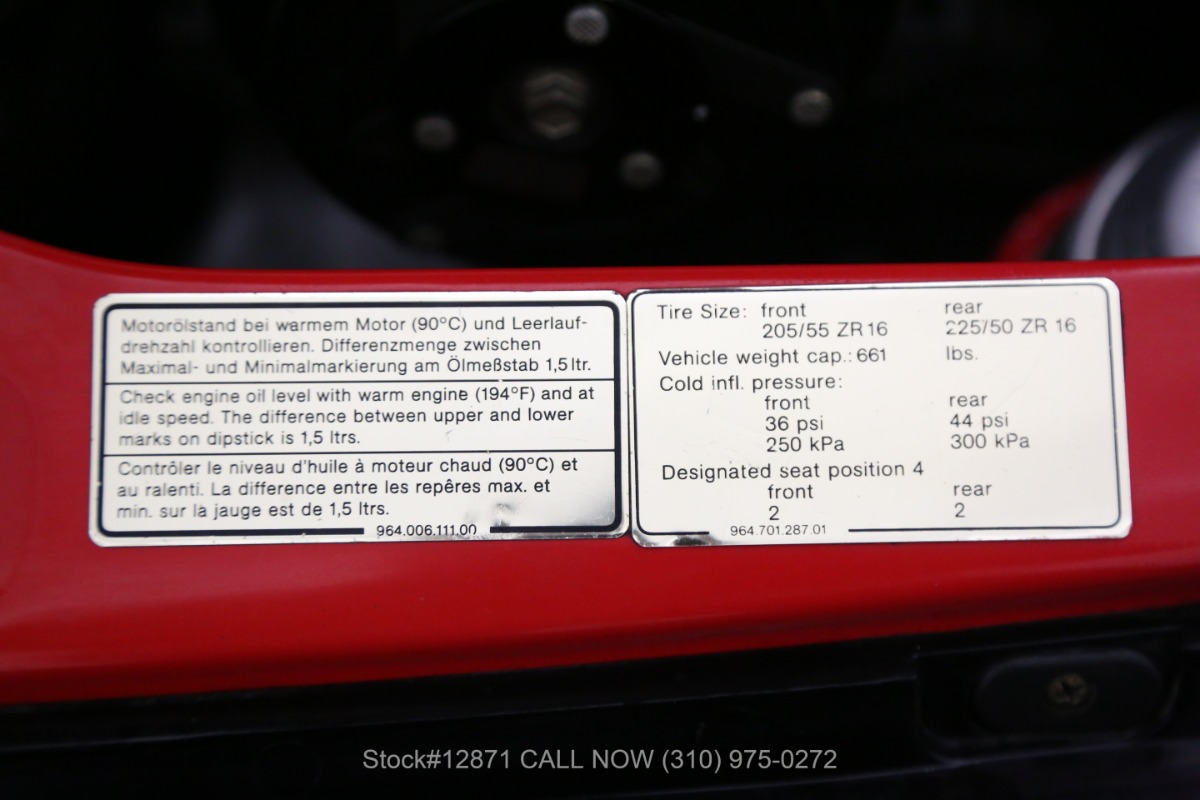 Motorölstand bei warmem Motor (90°C) und Leerlauf-
drehzahl kontrollieren. Differenzmenge zwischen
Maximal- und Minimalmarkierung am Ölmeßstab 1,5 ltr.
Check engine oil level with warm engine (194°F) and at
idle speed. The difference between upper and lower
marks on dipstick is 1,5 ltrs.
Contrôler le niveau d'huile à moteur chaud (90°C) et
au ralenti. La difference entre les repêres max. et
min. sur la jauge est de 1,5 ltrs.
964.006.111.00
Tire Size: front rear
205/55 ZR 16 225/50 ZR 16
Vehicle weight cap.: 661 lbs.
Cold infl. pressure:
front rear
36 psi 44 psi
250 kPa 300 kPa
Designated seat position 4
front rear
2 2
964.701.287.01
Stock#12871 CALL NOW (310) 975-0272